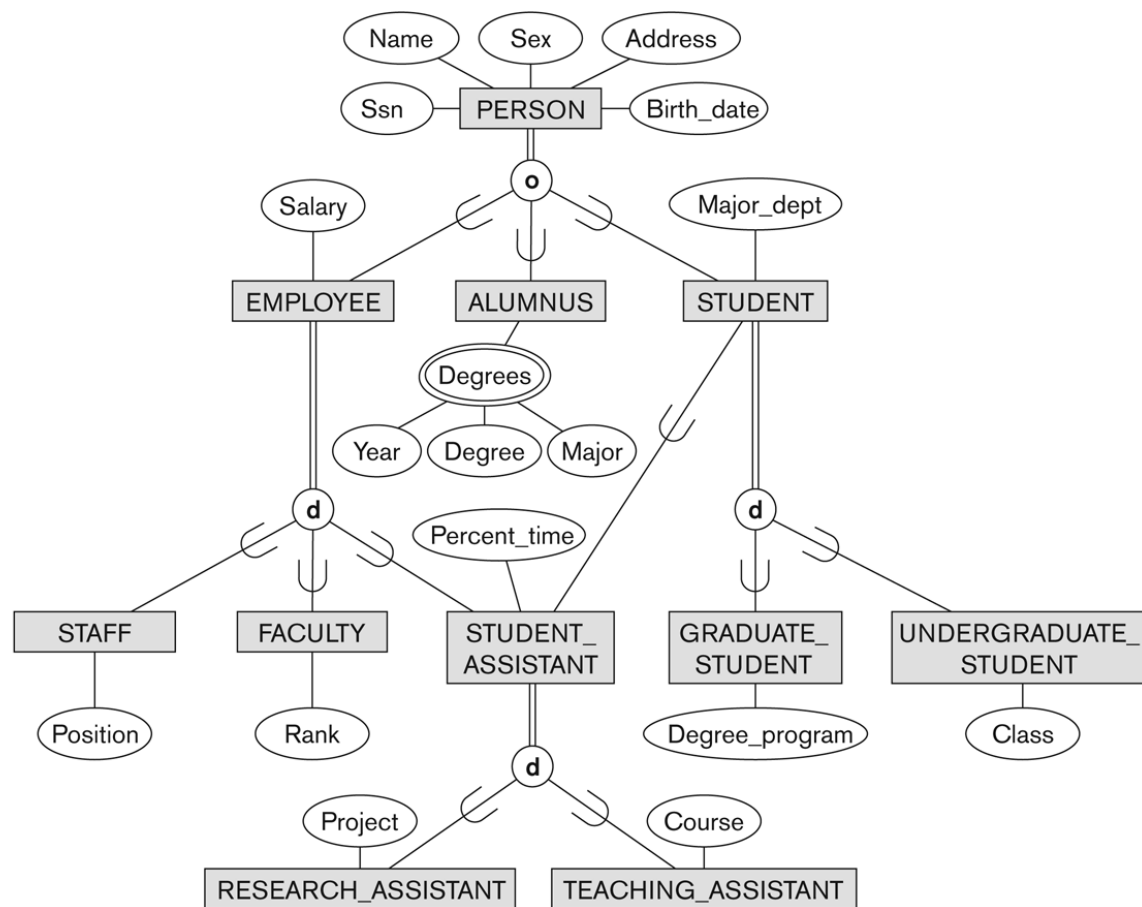 Name
Sex
Address
Ssn
PERSON
Birth_date
o
Salary
Major_dept
EMPLOYEE
ALUMNUS
STUDENT
Degrees
Year
Degree
Major
d
d
Percent_time
STAFF
FACULTY
STUDENT_
ASSISTANT
GRADUATE_
STUDENT
UNDERGRADUATE_
STUDENT
Position
Rank
Degree_program
Class
d
Project
Course
RESEARCH_ASSISTANT
TEACHING_ASSISTANT